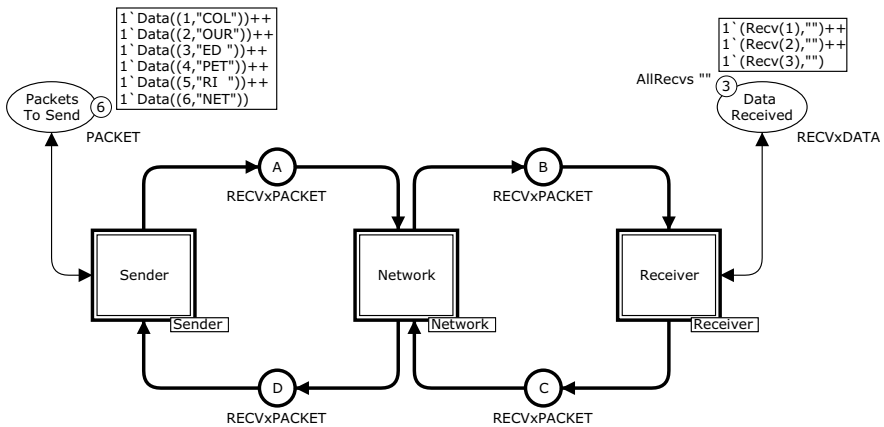 1`Data((1,"COL"))++
1`Data((2,"OUR"))++
1`Data((3,"ED "))++
1`Data((4,"PET"))++
1`Data((5,"RI  "))++
1`Data((6,"NET"))
1`(Recv(1),"")++
1`(Recv(2),"")++
1`(Recv(3),"")
Packets
To Send
6
PACKET
AllRecvs ""
3
Data
Received
RECVxDATA
A
RECVxPACKET
B
RECVxPACKET
Sender
Sender
Network
Network
Receiver
Receiver
D
RECVxPACKET
C
RECVxPACKET